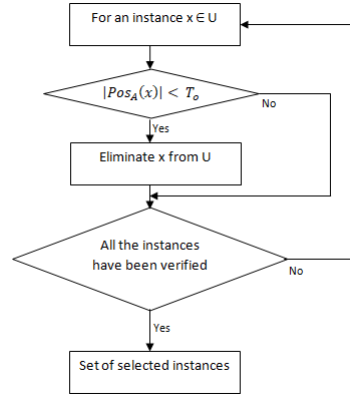 For an instance x ∈ U
|Pos_A(x)| < T_o
No
Yes
Eliminate x from U
All the instances
have been verified
No
Yes
Set of selected instances